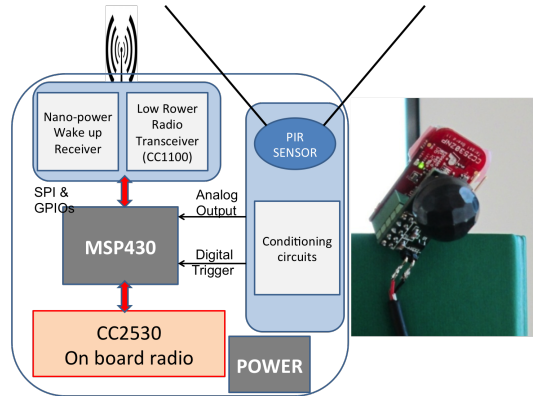 Nano-power
Wake up
Receiver
Low Rower
Radio
Transceiver
(CC1100)
PIR
SENSOR
SPI &
GPIOs
Analog
Output
MSP430
Digital
Trigger
Conditioning
circuits
CC2530
On board radio
POWER
CC2530ZNP